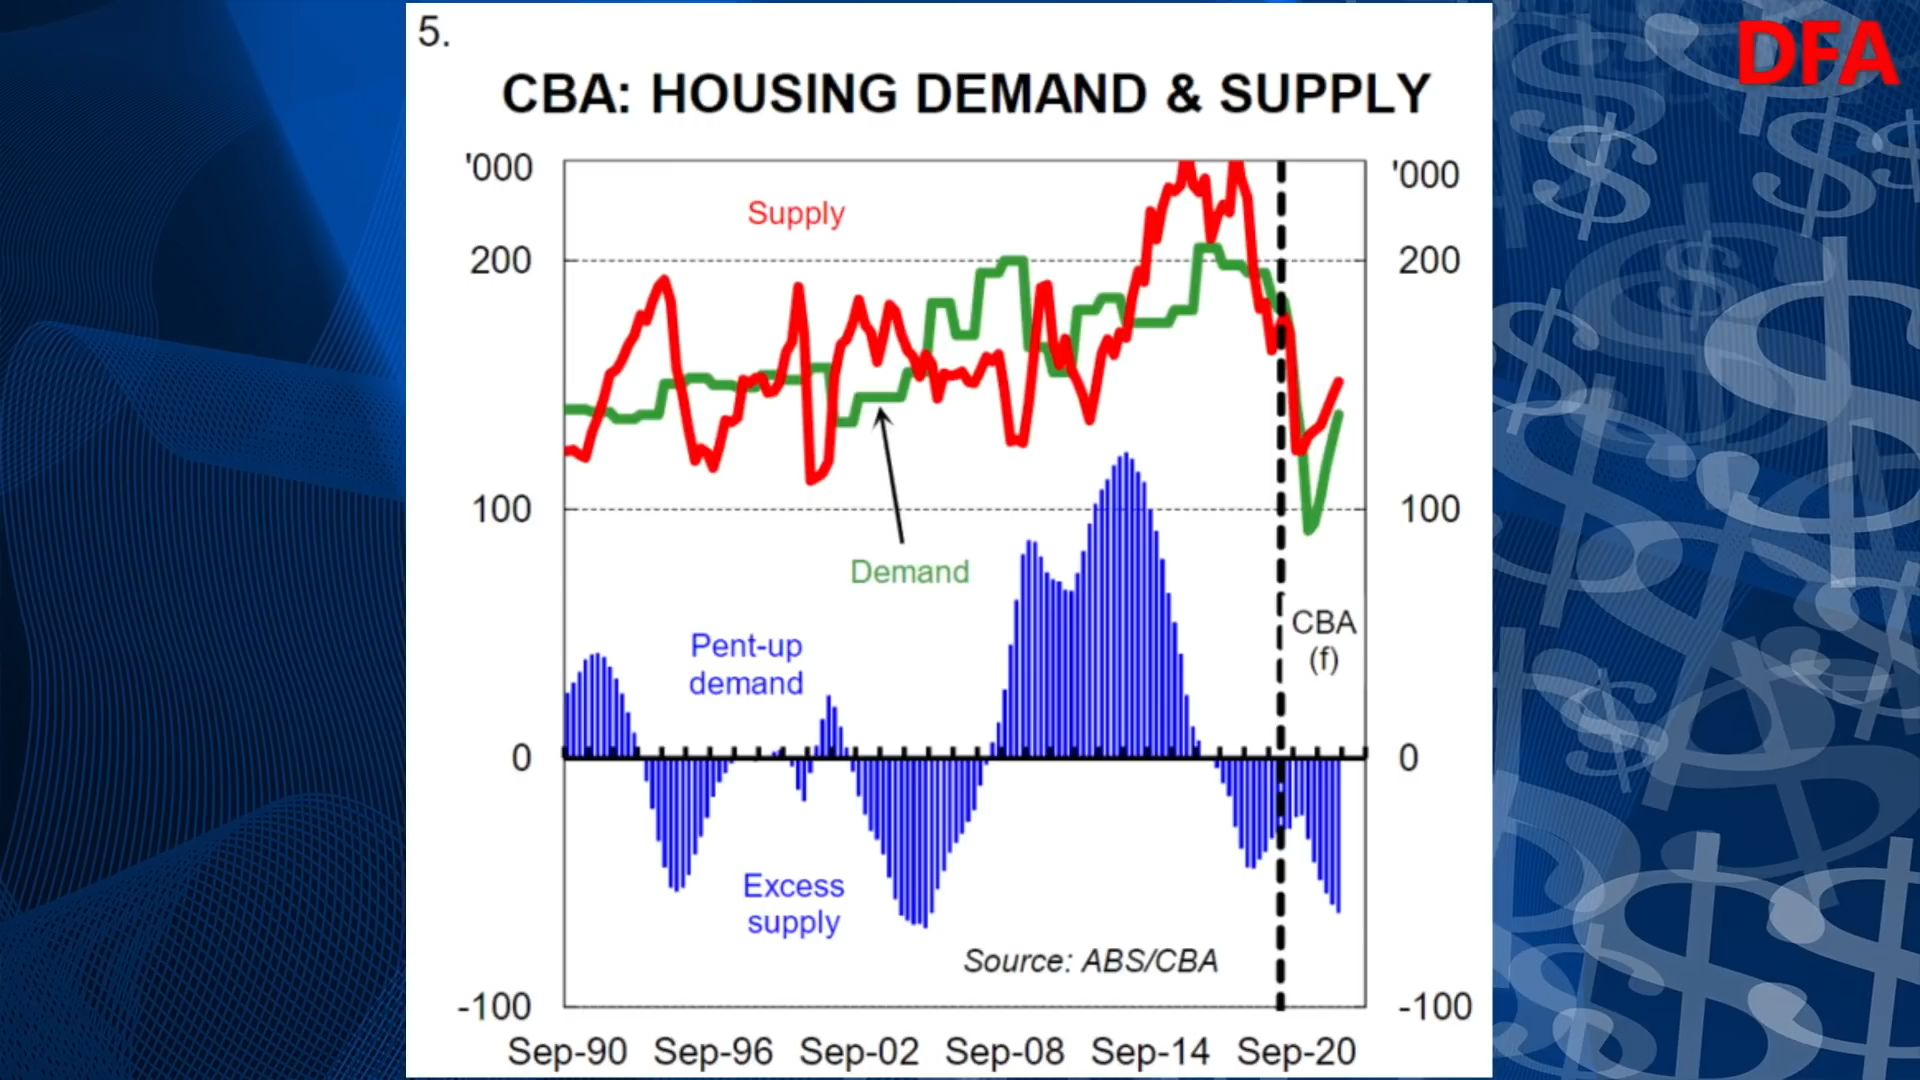 5.
DFA
CBA: HOUSING DEMAND & SUPPLY
'000
'000
Supply
200
200
100
100
Demand
CBA
(f)
Pent-up
demand
0
0
Excess
supply
Source: ABS/CBA
-100
-100
Sep-90 Sep-96 Sep-02 Sep-08 Sep-14 Sep-20